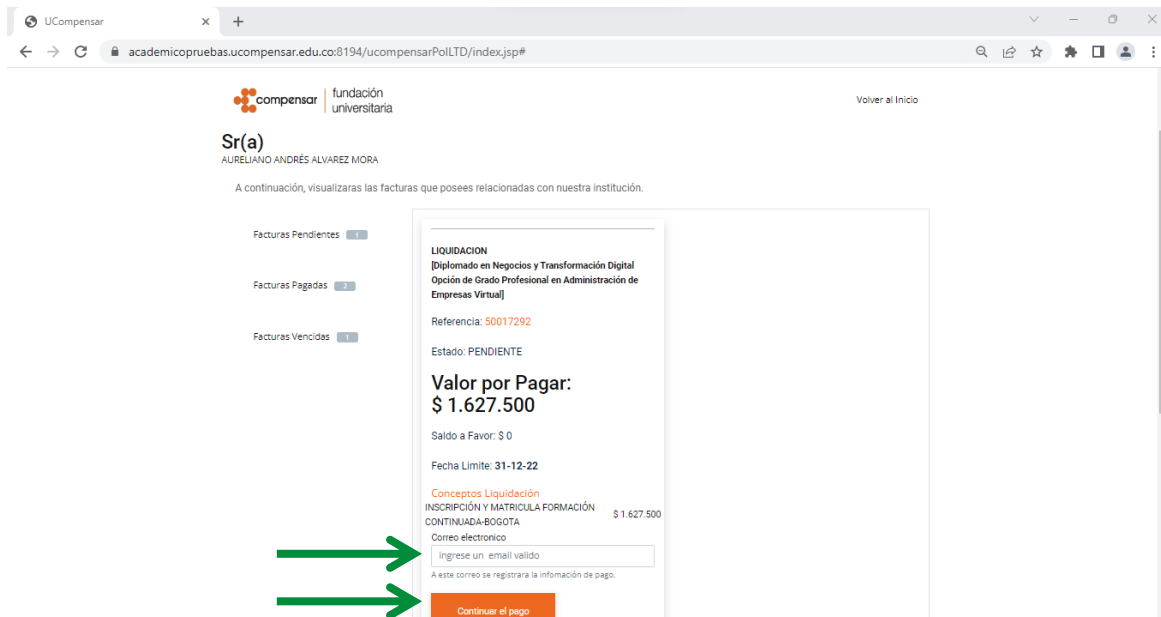 UCompensar
academicopruebas.ucompensar.edu.co:8194/ucompensarPolLTD/index.jsp#
compensar
fundación
universitaria
Volver al Inicio
Sr(a)
AURELIANO ANDRÉS ALVAREZ MORA
A continuación, visualizaras las facturas que posees relacionadas con nuestra institución.
Facturas Pendientes 1
Facturas Pagadas 2
Facturas Vencidas 1
LIQUIDACION
[Diplomado en Negocios y Transformación Digital
Opción de Grado Profesional en Administración de
Empresas Virtual]
Referencia: 50017292
Estado: PENDIENTE
Valor por Pagar:
$ 1.627.500
Saldo a Favor: $ 0
Fecha Limite: 31-12-22
Conceptos Liquidación
INSCRIPCIÓN Y MATRICULA FORMACIÓN
CONTINUADA-BOGOTA
$ 1.627.500
Correo electronico
ingrese un email valido
A este correo se registrara la infomación de pago.
Continuar el pago